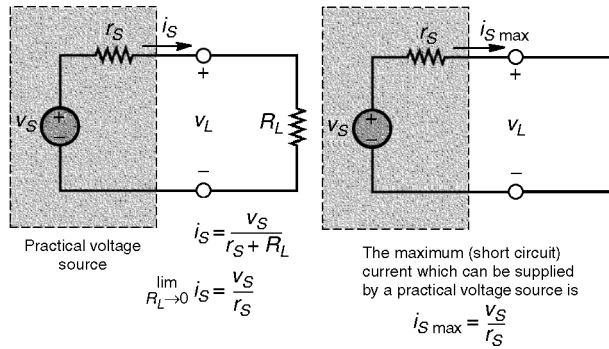 r_S
i_S
+
v_S
+
−
v_L
R_L
−
Practical voltage
source
i_S = v_S / (r_S + R_L)
lim R_L→0 i_S = v_S / r_S
r_S
i_S max
+
v_S
+
−
v_L
−
The maximum (short circuit)
current which can be supplied
by a practical voltage source is
i_S max = v_S / r_S